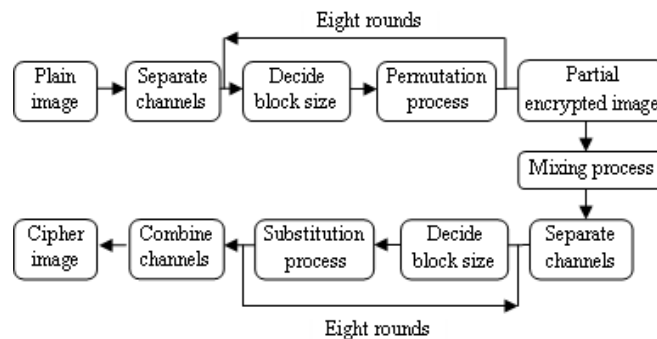 Eight rounds
Plain
image
Separate
channels
Decide
block size
Permutation
process
Partial
encrypted image
Mixing process
Cipher
image
Combine
channels
Substitution
process
Decide
block size
Separate
channels
Eight rounds